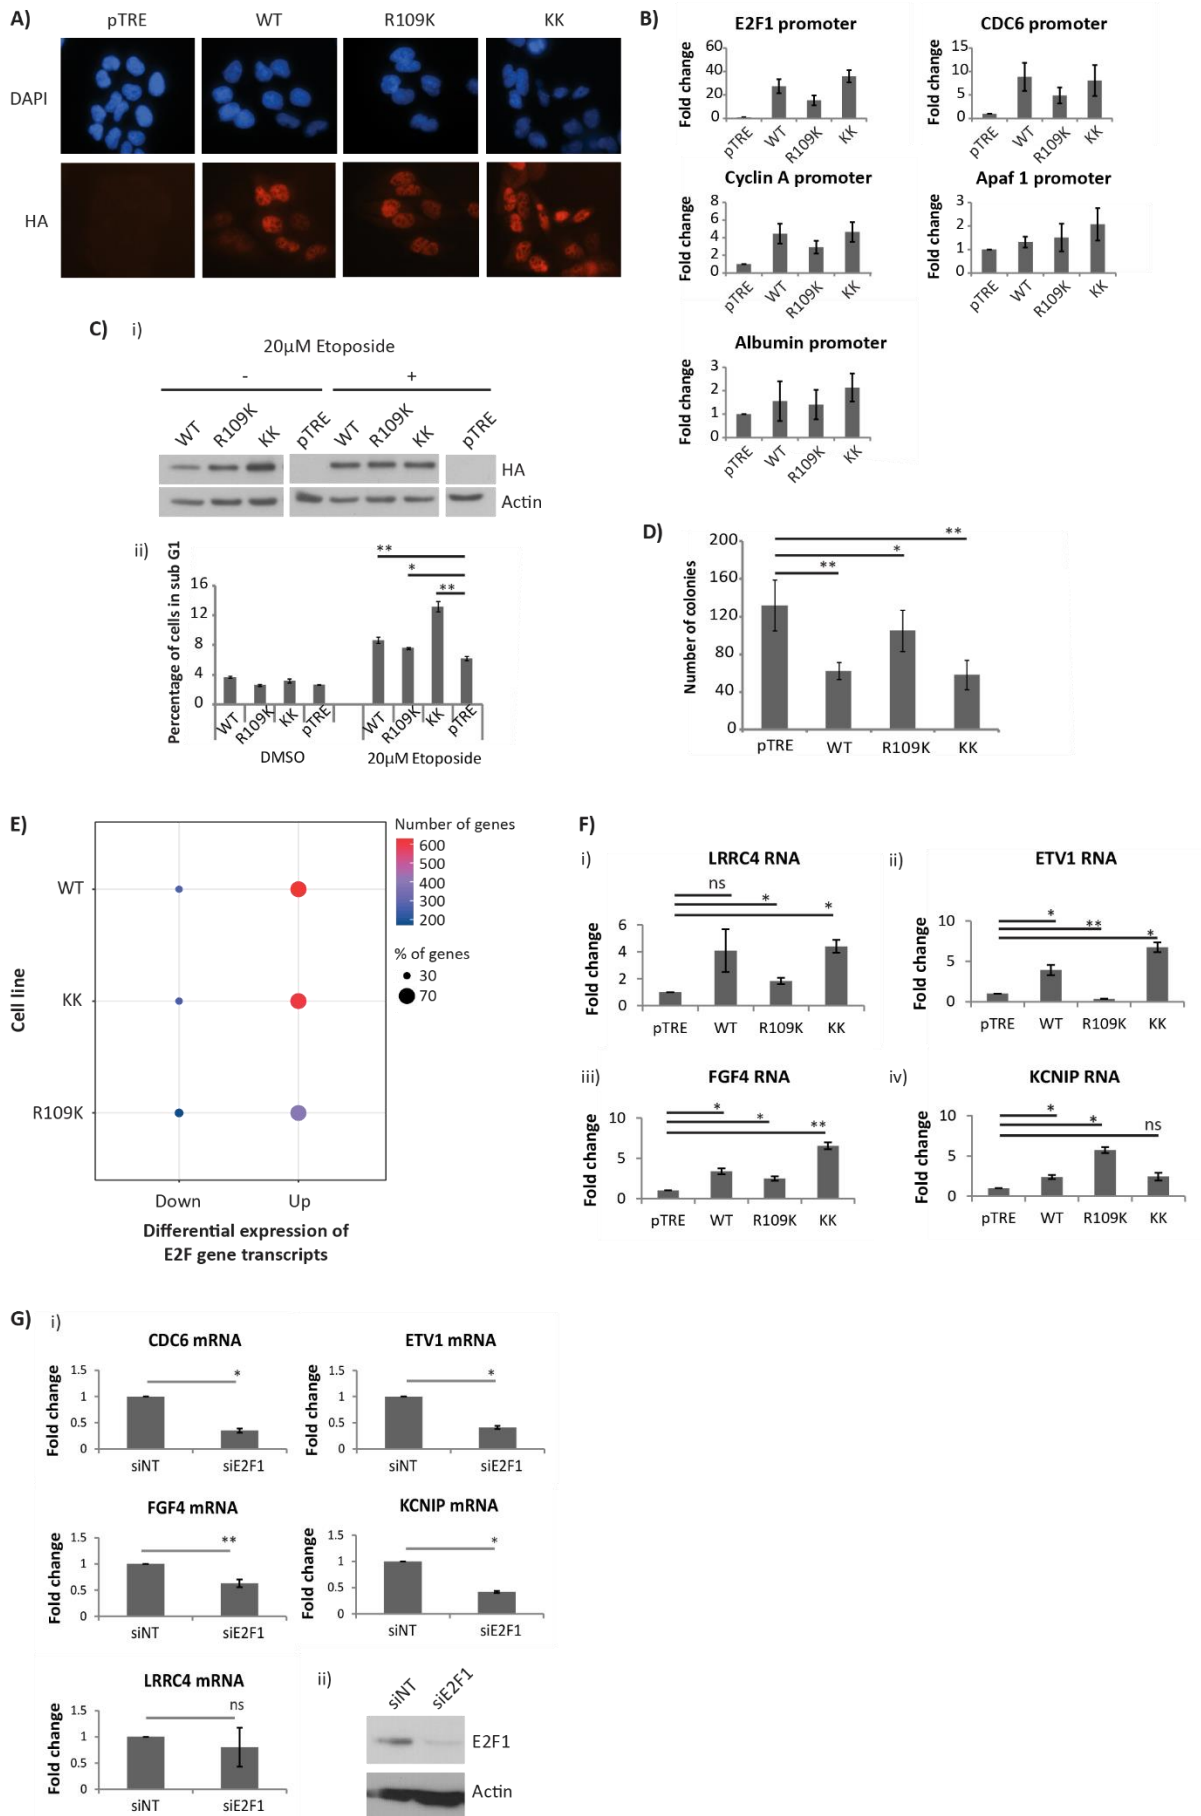 A)
pTRE WT R109K KK
DAPI
HA
B)
E2F1 promoter
Fold change
60
40
20
0
pTRE WT R109K KK
CDC6 promoter
Fold change
15
10
5
0
pTRE WT R109K KK
Cyclin A promoter
Fold change
8
6
4
2
0
pTRE WT R109K KK
Apaf 1 promoter
Fold change
3
2
1
0
pTRE WT R109K KK
Albumin promoter
Fold change
3
2
1
0
pTRE WT R109K KK
C) i)
20µM Etoposide
- +
WT R109K KK pTRE WT R109K KK pTRE
HA
Actin
ii)
Percentage of cells in sub G1
16
12
8
4
0
** 
*
**
WT R109K KK pTRE WT R109K KK pTRE
DMSO 20µM Etoposide
D)
Number of colonies
200
160
120
80
40
0
**
*
**
pTRE WT R109K KK
E)
Cell line
WT
KK
R109K
Down Up
Differential expression of
E2F gene transcripts
Number of genes
600
500
400
300
200
% of genes
30
70
F)
i) LRRC4 RNA
Fold change
6
4
2
0
ns
*
*
pTRE WT R109K KK
ii) ETV1 RNA
Fold change
10
5
0
*
**
*
pTRE WT R109K KK
iii) FGF4 RNA
Fold change
10
5
0
*
*
**
pTRE WT R109K KK
iv) KCNIP RNA
Fold change
10
5
0
*
*
ns
pTRE WT R109K KK
G) i)
CDC6 mRNA
Fold change
1.5
1
0.5
0
*
siNT siE2F1
ETV1 mRNA
Fold change
1.5
1
0.5
0
*
siNT siE2F1
FGF4 mRNA
Fold change
1.5
1
0.5
0
**
siNT siE2F1
KCNIP mRNA
Fold change
1.5
1
0.5
0
*
siNT siE2F1
LRRC4 mRNA
Fold change
1.5
1
0.5
0
ns
siNT siE2F1
ii)
siNT siE2F1
E2F1
Actin